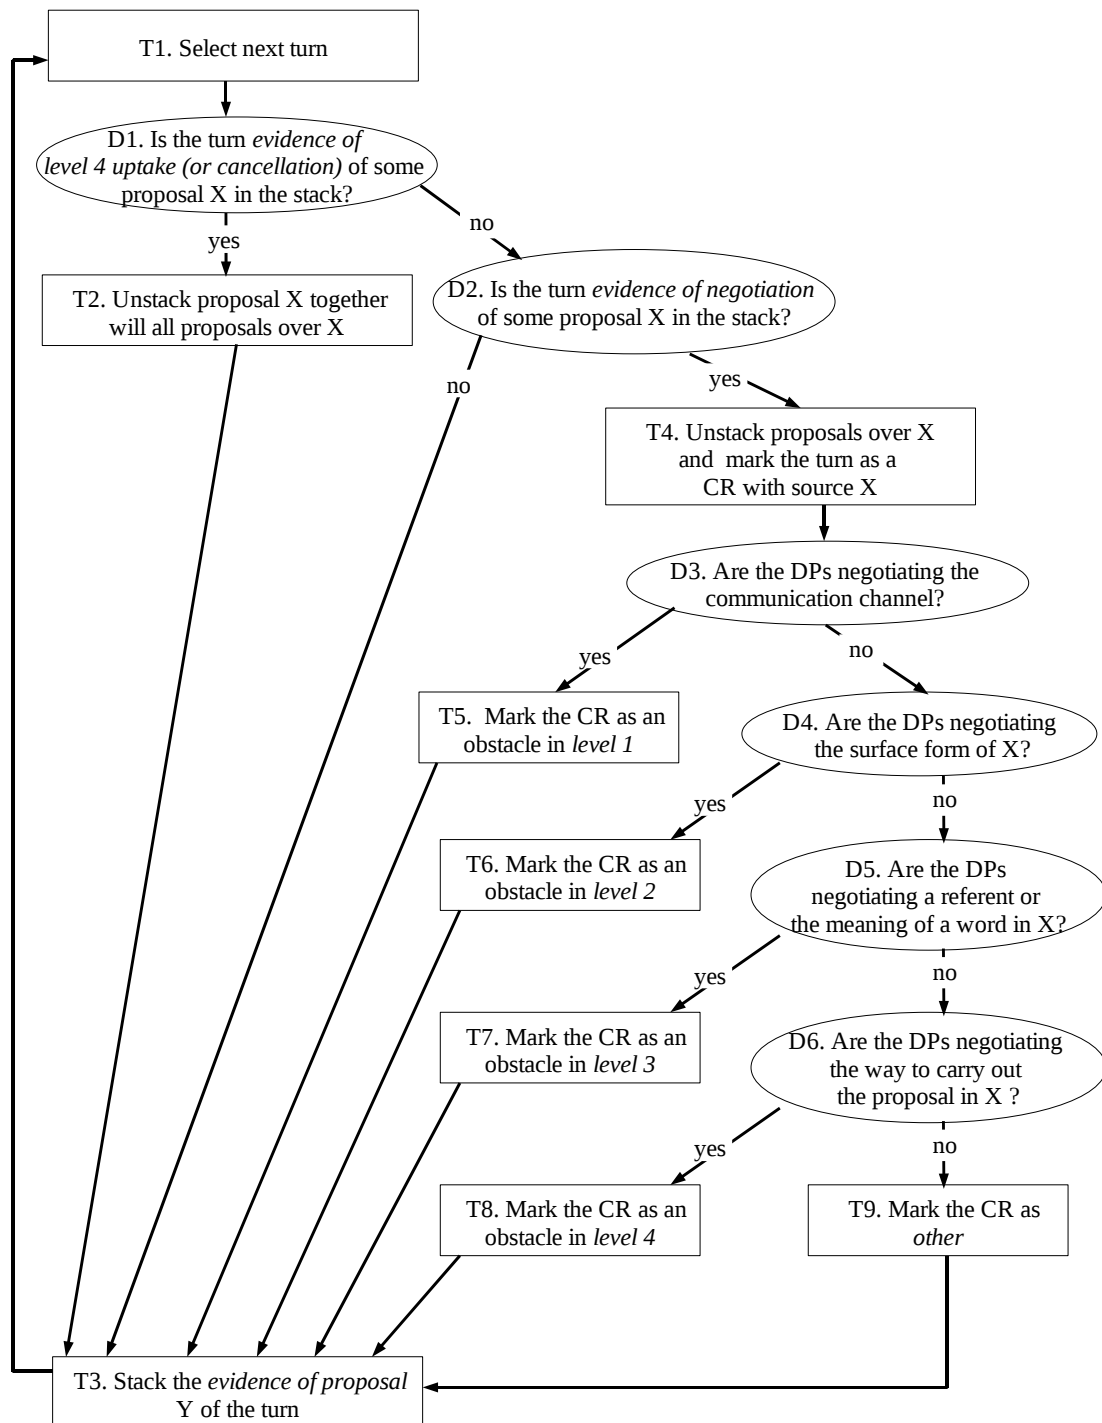 T1. Select next turn
D1. Is the turn evidence of
level 4 uptake (or cancellation) of some
proposal X in the stack?
no
yes
T2. Unstack proposal X together
will all proposals over X
D2. Is the turn evidence of negotiation
of some proposal X in the stack?
no
yes
T4. Unstack proposals over X
and mark the turn as a
CR with source X
D3. Are the DPs negotiating the
communication channel?
yes
no
T5. Mark the CR as an
obstacle in level 1
D4. Are the DPs negotiating
the surface form of X?
yes
no
T6. Mark the CR as an
obstacle in level 2
D5. Are the DPs
negotiating a referent or
the meaning of a word in X?
yes
no
T7. Mark the CR as an
obstacle in level 3
D6. Are the DPs negotiating
the way to carry out
the proposal in X ?
yes
no
T8. Mark the CR as an
obstacle in level 4
T9. Mark the CR as
other
T3. Stack the evidence of proposal
Y of the turn